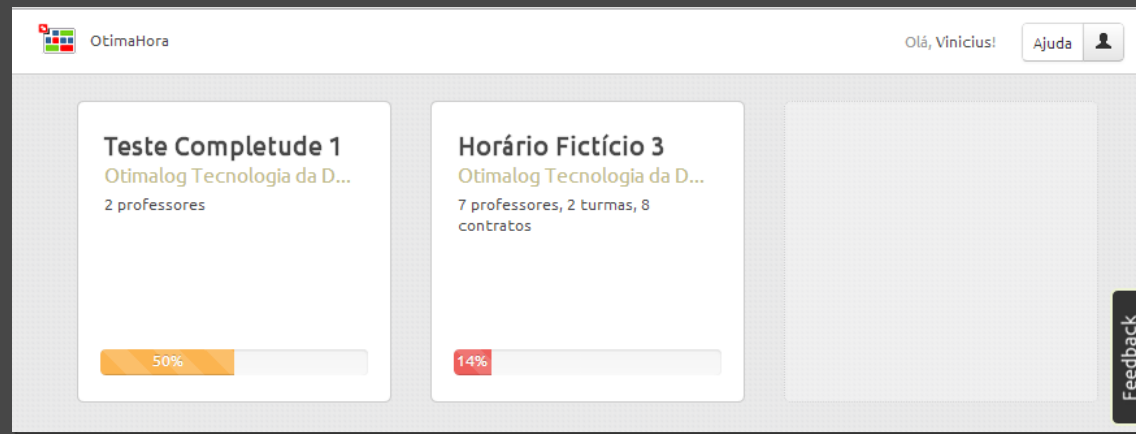 OtimaHora
Olá, Vinicius!
Ajuda
Teste Completude 1
Otimalog Tecnologia da D...
2 professores
50%
Horário Fictício 3
Otimalog Tecnologia da D...
7 professores, 2 turmas, 8
contratos
14%
Feedback